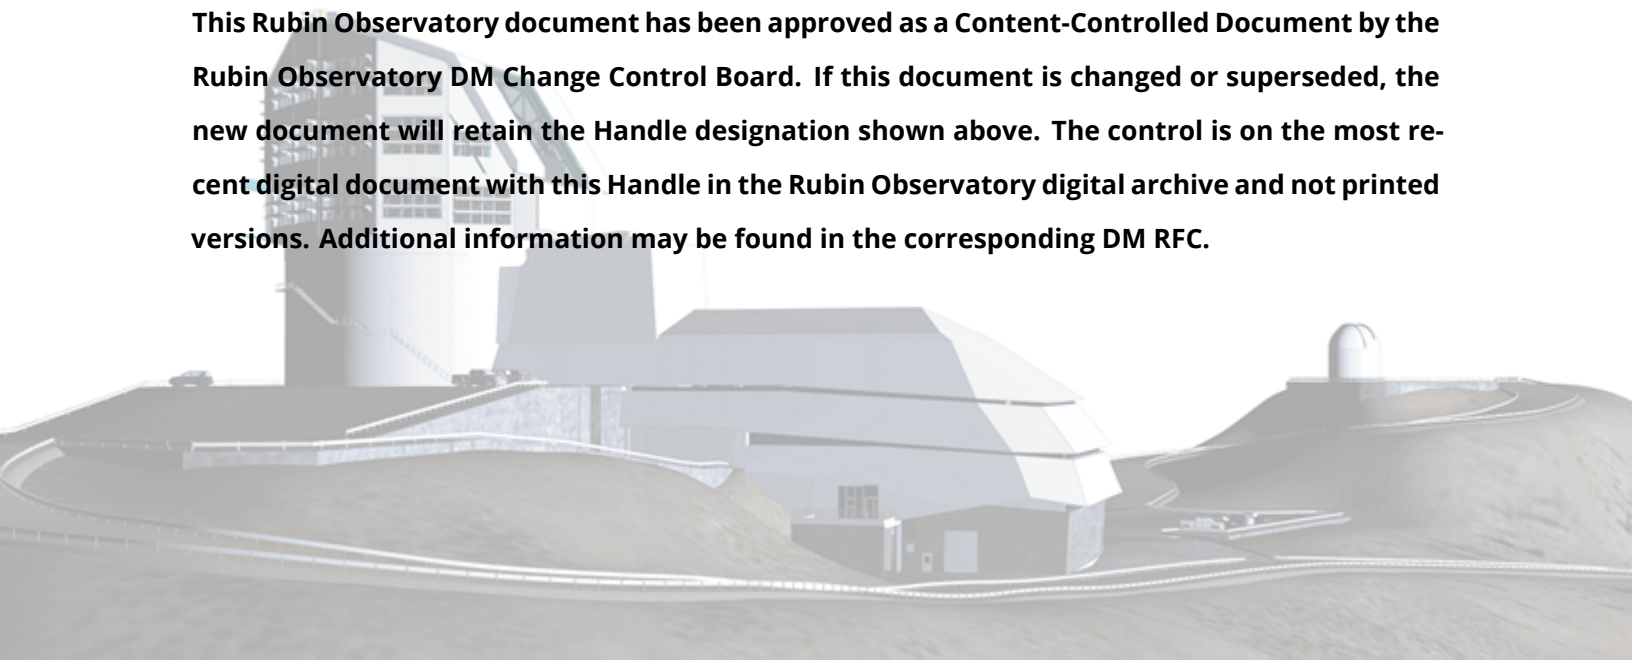 This Rubin Observatory document has been approved as a Content-Controlled Document by the
Rubin Observatory DM Change Control Board. If this document is changed or superseded, the
new document will retain the Handle designation shown above. The control is on the most re-
cent digital document with this Handle in the Rubin Observatory digital archive and not printed
versions. Additional information may be found in the corresponding DM RFC.